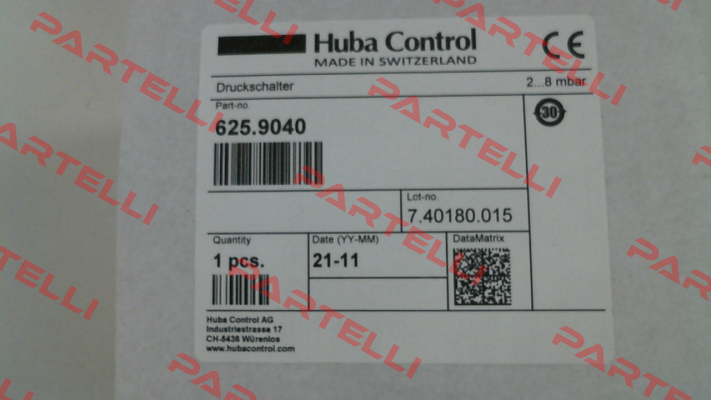 Huba Control
MADE IN SWITZERLAND
CE
Druckschalter
2...8 mbar
Part-no.
625.9040
30
Lot-no.
7.40180.015
Quantity
Date (YY-MM)
DataMatrix
1 pcs.
21-11
Huba Control AG
Industriestrasse 17
CH-5436 Würenlos
www.hubacontrol.com
PARTELLI
PARTELLI
PARTELLI
PARTELLI
PARTELLI
PARTELLI